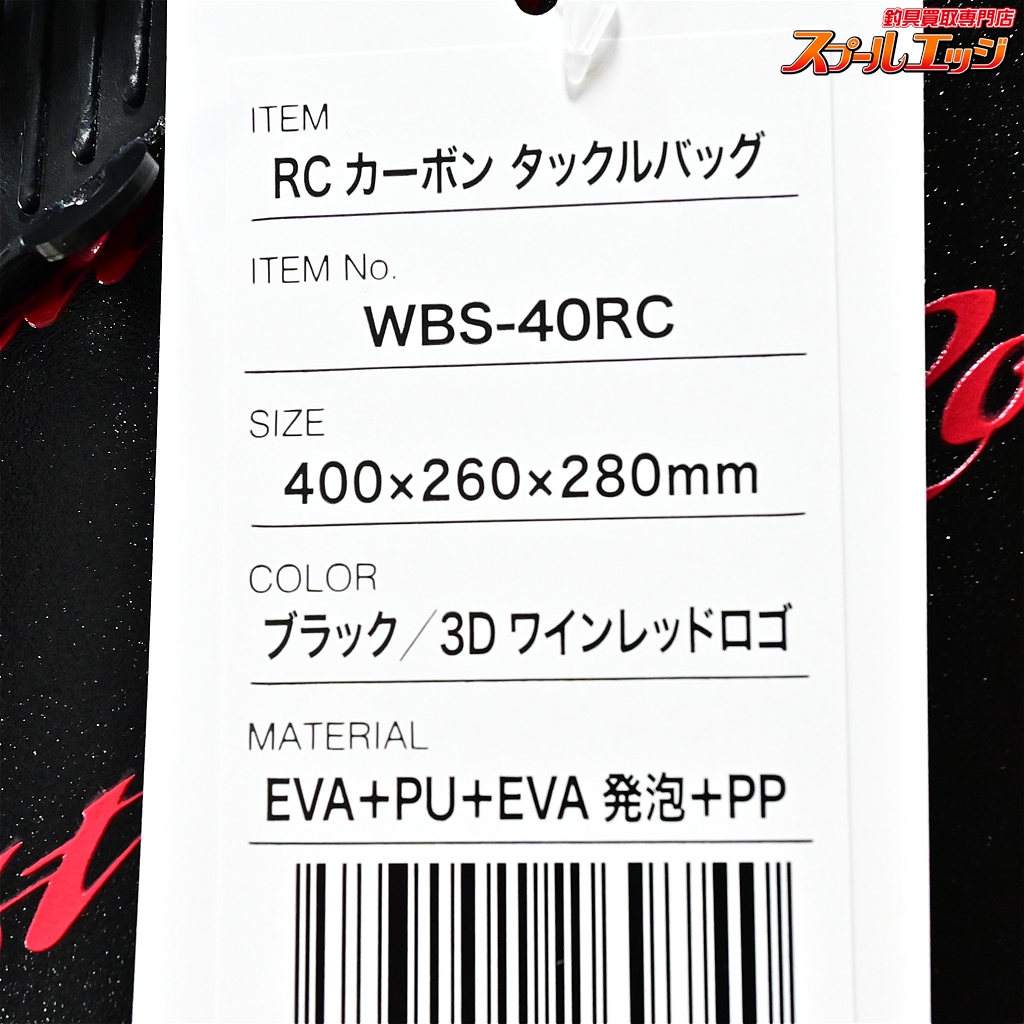 釣具買取専門店
スプールエッジ
ITEM
RC カーボン タックルバッグ
ITEM No.
WBS-40RC
SIZE
400×260×280mm
COLOR
ブラック／3D ワインレッドロゴ
MATERIAL
EVA+PU+EVA 発泡+PP